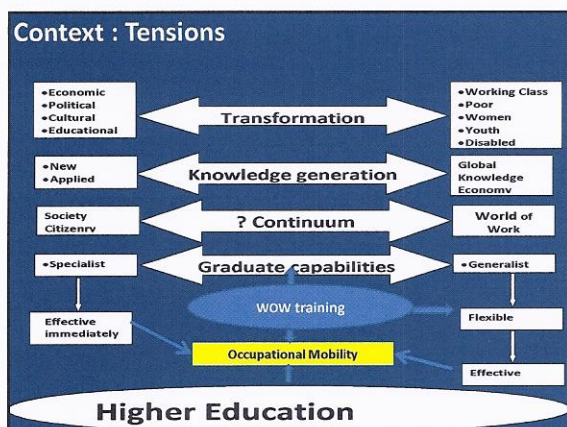 Context : Tensions
•Economic
•Political
•Cultural
•Educational
Transformation
•Working Class
•Poor
•Women
•Youth
•Disabled
•New
•Applied
Knowledge generation
Global
Knowledge
Economy
Society
Citizenry
? Continuum
World of
Work
•Specialist
Graduate capabilities
•Generalist
WOW training
Effective
immediately
Flexible
Occupational Mobility
Effective
Higher Education